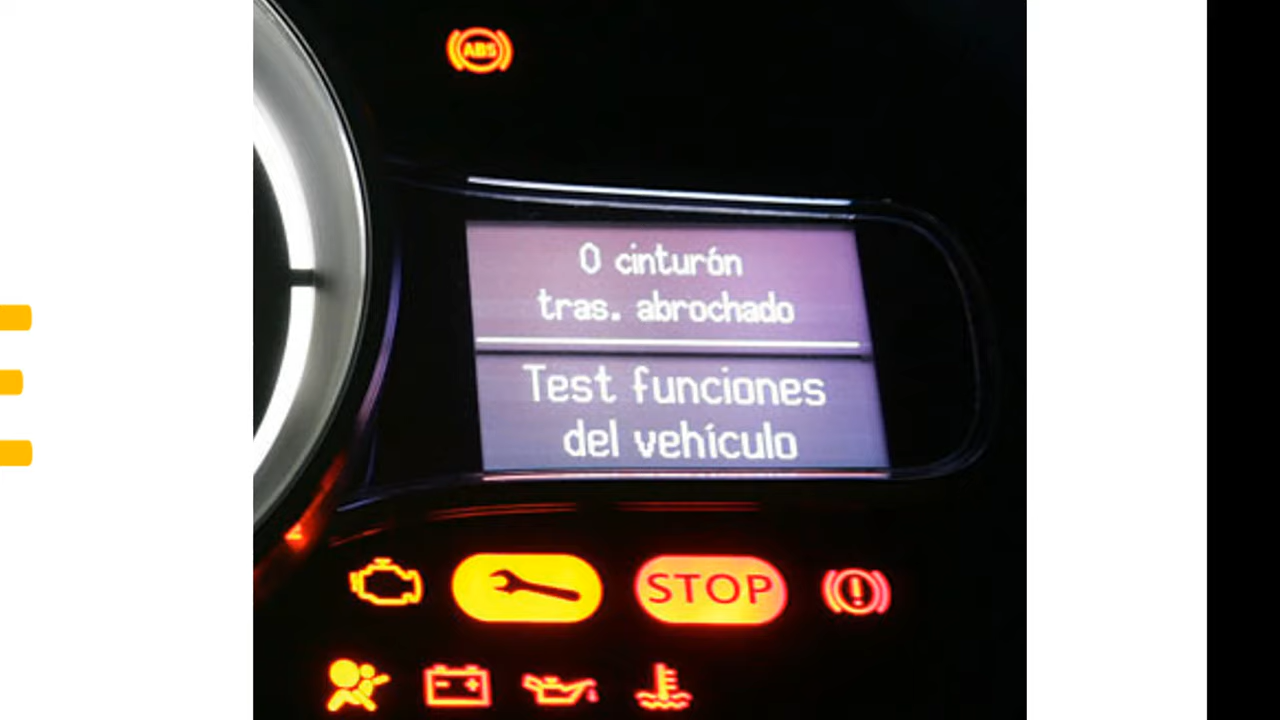 ABS
0 cinturón
tras. abrochado
Test funciones
del vehículo
STOP